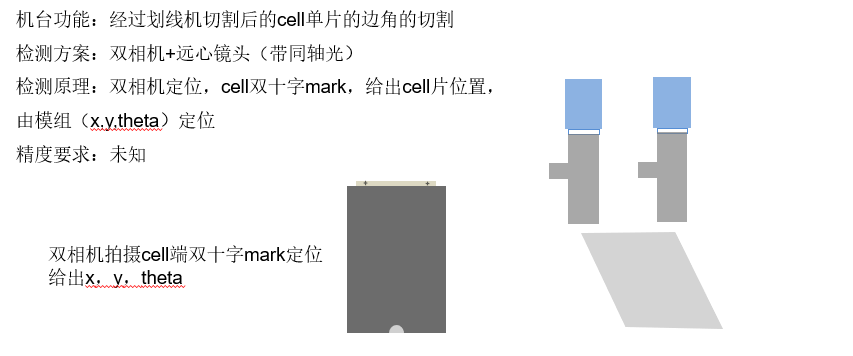 机台功能：经过划线机切割后的cell单片的边角的切割
检测方案：双相机+远心镜头（带同轴光）
检测原理：双相机定位，cell双十字mark，给出cell片位置，
由模组（x,y,theta）定位
精度要求：未知
双相机拍摄cell端双十字mark定位
给出x，y，theta